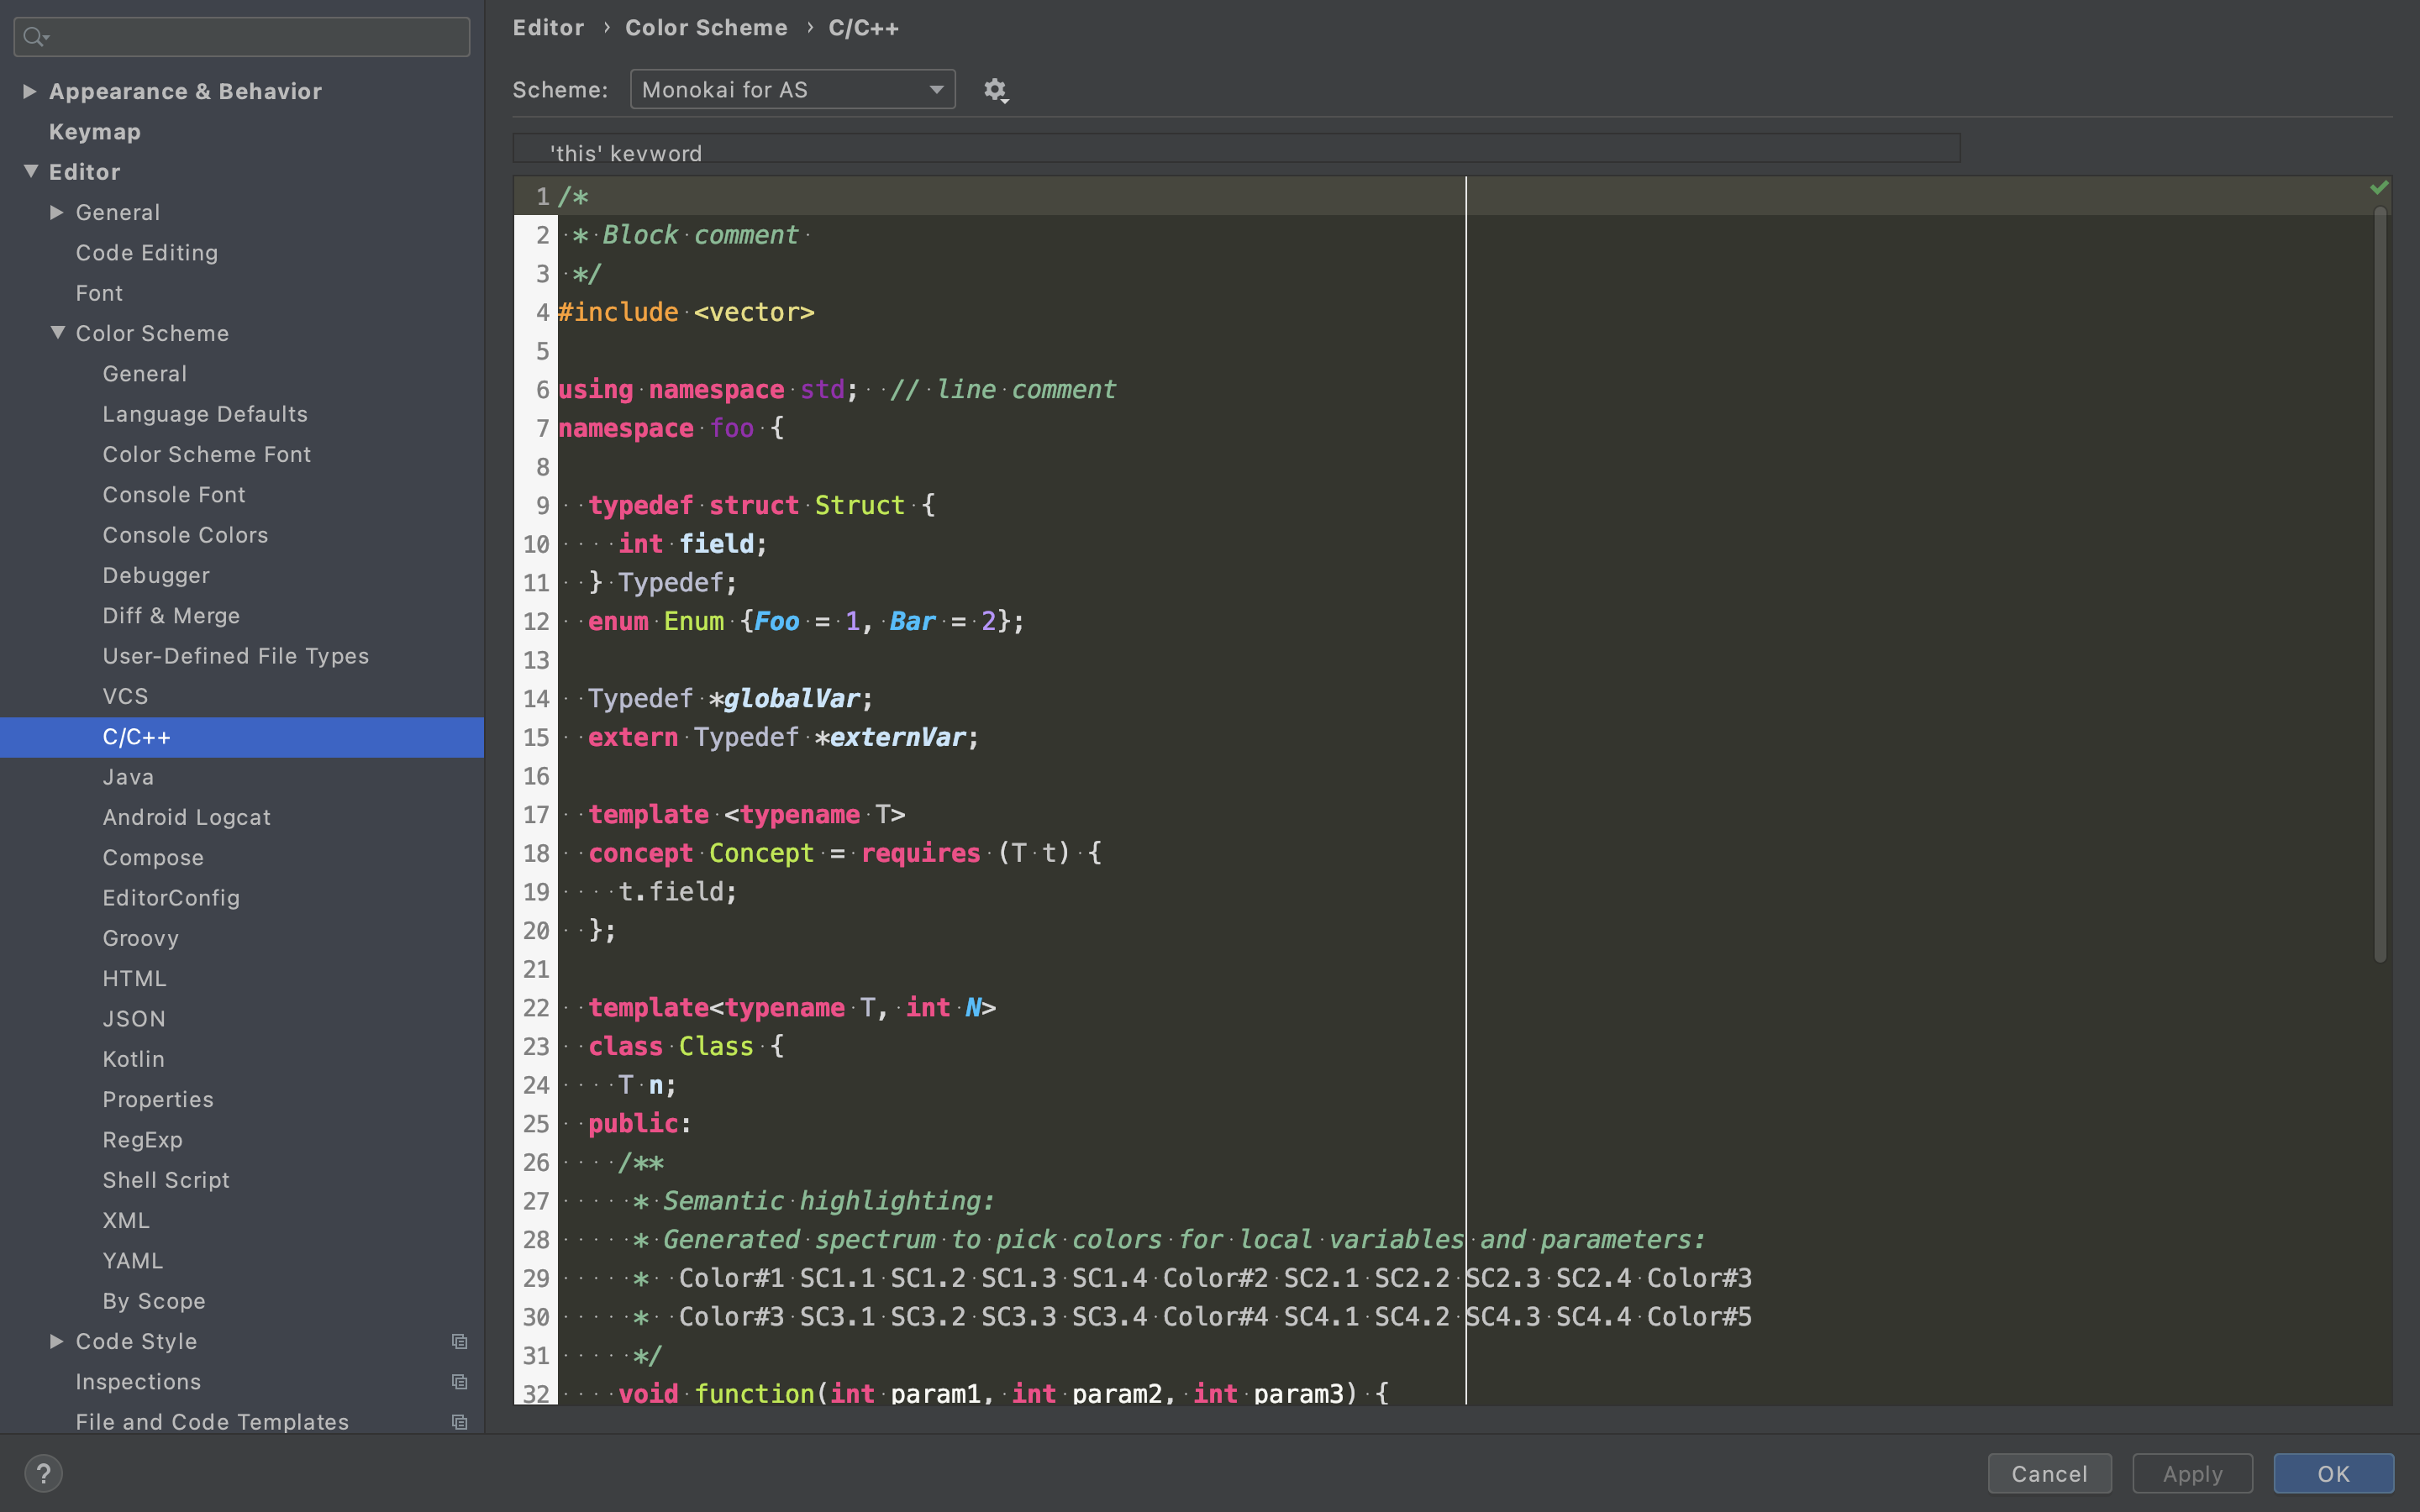 Appearance & Behavior
Keymap
Editor
General
Code Editing
Font
Color Scheme
General
Language Defaults
Color Scheme Font
Console Font
Console Colors
Debugger
Diff & Merge
User-Defined File Types
VCS
C/C++
Java
Android Logcat
Compose
EditorConfig
Groovy
HTML
JSON
Kotlin
Properties
RegExp
Shell Script
XML
YAML
By Scope
Code Style
Inspections
File and Code Templates
Editor › Color Scheme › C/C++
Scheme: Monokai for AS
'this' keyword
1 /*
2  * Block comment
3  */
4 #include <vector>
5
6 using namespace std;  // line comment
7 namespace foo {
8
9   typedef struct Struct {
10     int field;
11   } Typedef;
12   enum Enum {Foo = 1, Bar = 2};
13
14   Typedef *globalVar;
15   extern Typedef *externVar;
16
17   template <typename T>
18   concept Concept = requires (T t) {
19     t.field;
20   };
21
22   template<typename T, int N>
23   class Class {
24     T n;
25   public:
26     /**
27      * Semantic highlighting:
28      * Generated spectrum to pick colors for local variables and parameters:
29      *  Color#1 SC1.1 SC1.2 SC1.3 SC1.4 Color#2 SC2.1 SC2.2 SC2.3 SC2.4 Color#3
30      *  Color#3 SC3.1 SC3.2 SC3.3 SC3.4 Color#4 SC4.1 SC4.2 SC4.3 SC4.4 Color#5
31      */
32     void function(int param1, int param2, int param3) {
?
Cancel
Apply
OK